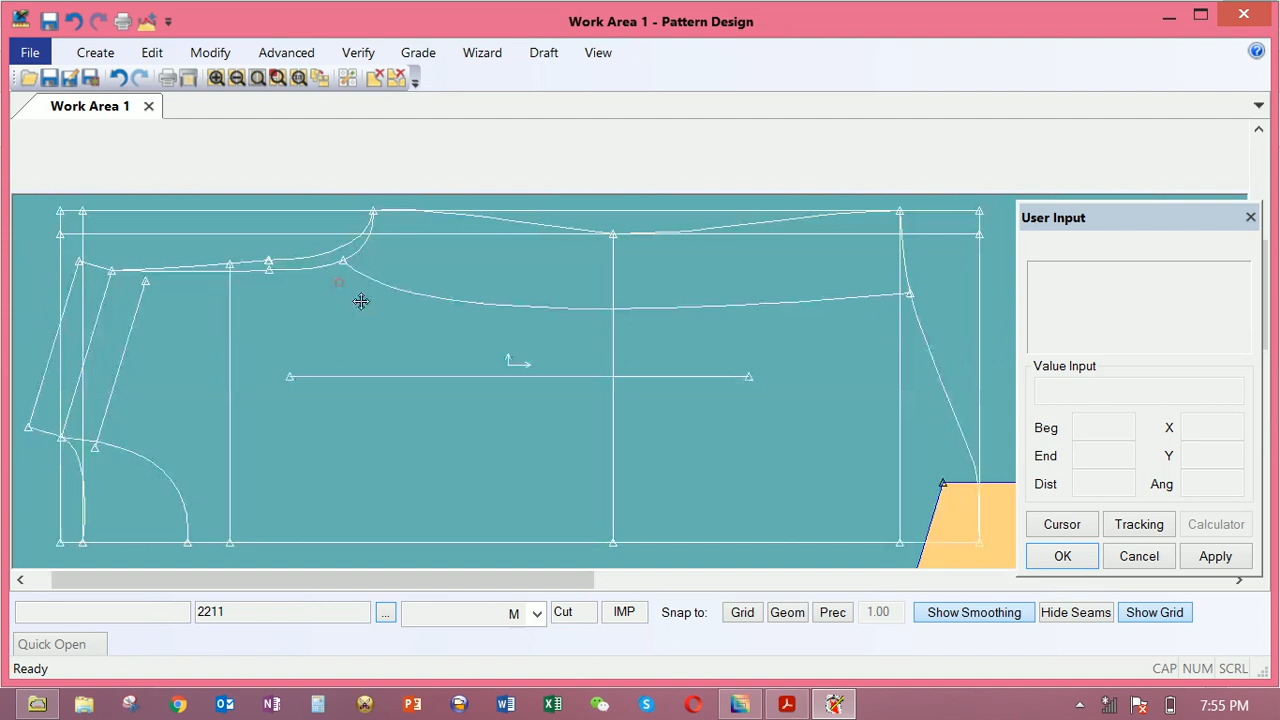 Work Area 1 - Pattern Design
File Create Edit Modify Advanced Verify Grade Wizard Draft View
Work Area 1
User Input
Value Input
Beg X
End Y
Dist Ang
Cursor Tracking Calculator
OK Cancel Apply
2211 ... M Cut IMP Snap to: Grid Geom Prec 1.00 Show Smoothing Hide Seams Show Grid
Quick Open
Ready CAP NUM SCRL
7:55 PM